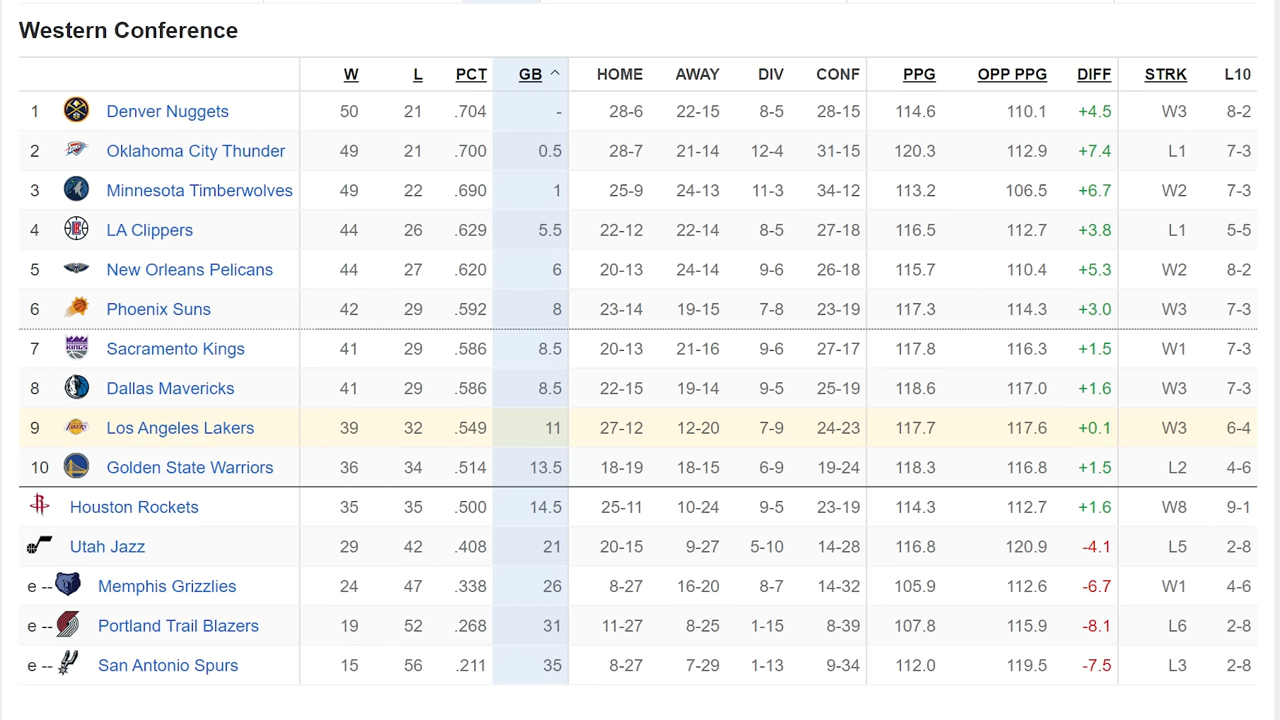 Western Conference
W L PCT GB HOME AWAY DIV CONF PPG OPP PPG DIFF STRK L10
1 Denver Nuggets 50 21 .704 - 28-6 22-15 8-5 28-15 114.6 110.1 +4.5 W3 8-2
2 Oklahoma City Thunder 49 21 .700 0.5 28-7 21-14 12-4 31-15 120.3 112.9 +7.4 L1 7-3
3 Minnesota Timberwolves 49 22 .690 1 25-9 24-13 11-3 34-12 113.2 106.5 +6.7 W2 7-3
4 LA Clippers 44 26 .629 5.5 22-12 22-14 8-5 27-18 116.5 112.7 +3.8 L1 5-5
5 New Orleans Pelicans 44 27 .620 6 20-13 24-14 9-6 26-18 115.7 110.4 +5.3 W2 8-2
6 Phoenix Suns 42 29 .592 8 23-14 19-15 7-8 23-19 117.3 114.3 +3.0 W3 7-3
7 Sacramento Kings 41 29 .586 8.5 20-13 21-16 9-6 27-17 117.8 116.3 +1.5 W1 7-3
8 Dallas Mavericks 41 29 .586 8.5 22-15 19-14 9-5 25-19 118.6 117.0 +1.6 W3 7-3
9 Los Angeles Lakers 39 32 .549 11 27-12 12-20 7-9 24-23 117.7 117.6 +0.1 W3 6-4
10 Golden State Warriors 36 34 .514 13.5 18-19 18-15 6-9 19-24 118.3 116.8 +1.5 L2 4-6
Houston Rockets 35 35 .500 14.5 25-11 10-24 9-5 23-19 114.3 112.7 +1.6 W8 9-1
Utah Jazz 29 42 .408 21 20-15 9-27 5-10 14-28 116.8 120.9 -4.1 L5 2-8
e -- Memphis Grizzlies 24 47 .338 26 8-27 16-20 8-7 14-32 105.9 112.6 -6.7 W1 4-6
e -- Portland Trail Blazers 19 52 .268 31 11-27 8-25 1-15 8-39 107.8 115.9 -8.1 L6 2-8
e -- San Antonio Spurs 15 56 .211 35 8-27 7-29 1-13 9-34 112.0 119.5 -7.5 L3 2-8